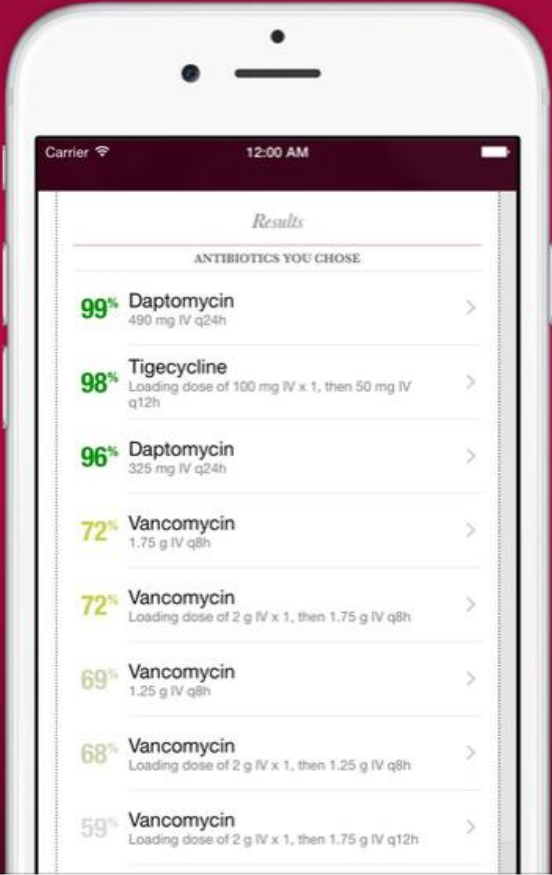 Carrier
12:00 AM
Results
ANTIBIOTICS YOU CHOSE
99% Daptomycin
490 mg IV q24h
98% Tigecycline
Loading dose of 100 mg IV x 1, then 50 mg IV
q12h
96% Daptomycin
325 mg IV q24h
72% Vancomycin
1.75 g IV q8h
72% Vancomycin
Loading dose of 2 g IV x 1, then 1.75 g IV q8h
69% Vancomycin
1.25 g IV q8h
68% Vancomycin
Loading dose of 2 g IV x 1, then 1.25 g IV q8h
59% Vancomycin
Loading dose of 2 g IV x 1, then 1.75 g IV q12h